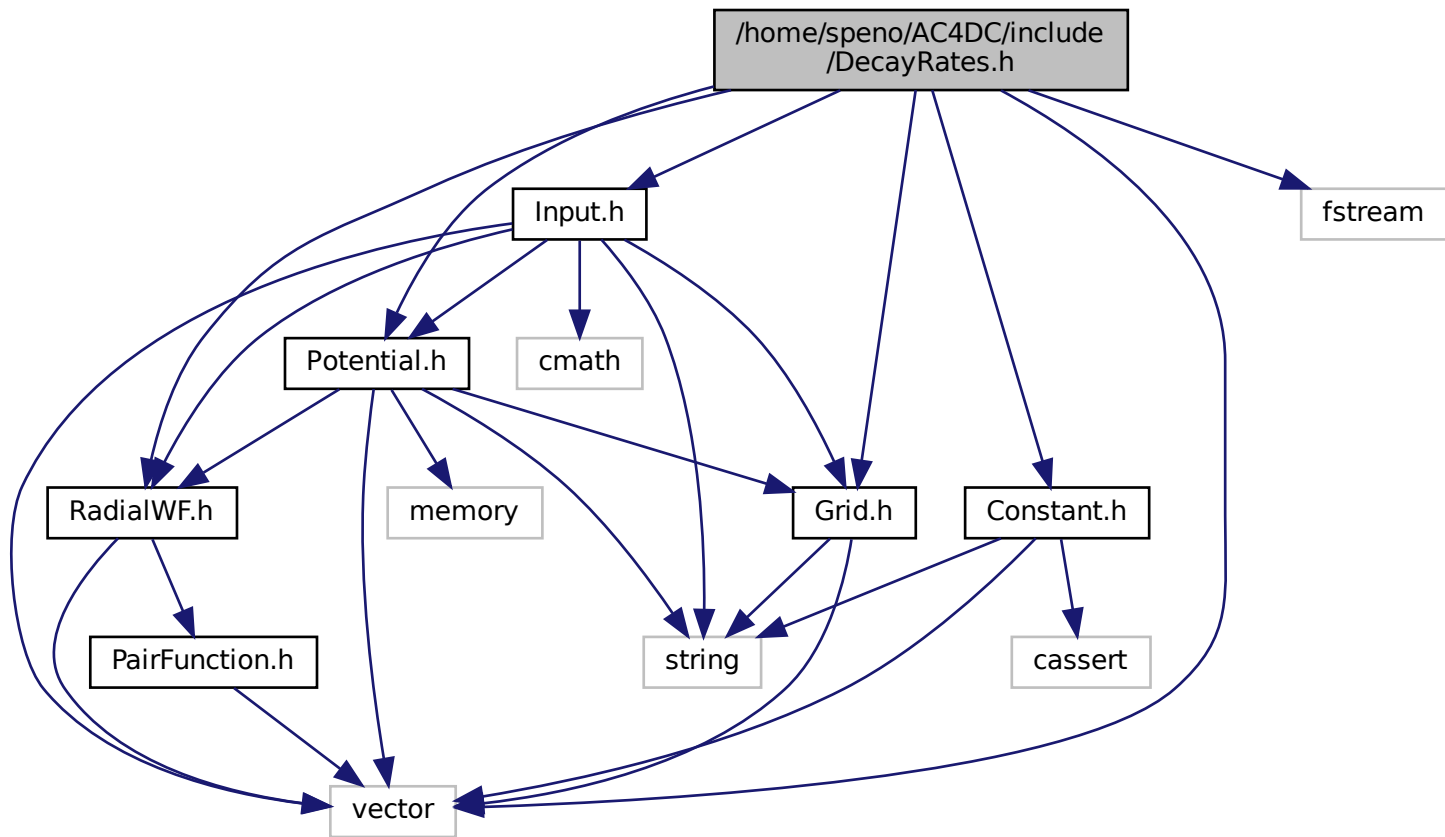 /home/speno/AC4DC/include
/DecayRates.h
Input.h
fstream
Potential.h
cmath
RadialWF.h
memory
Grid.h
Constant.h
PairFunction.h
string
cassert
vector